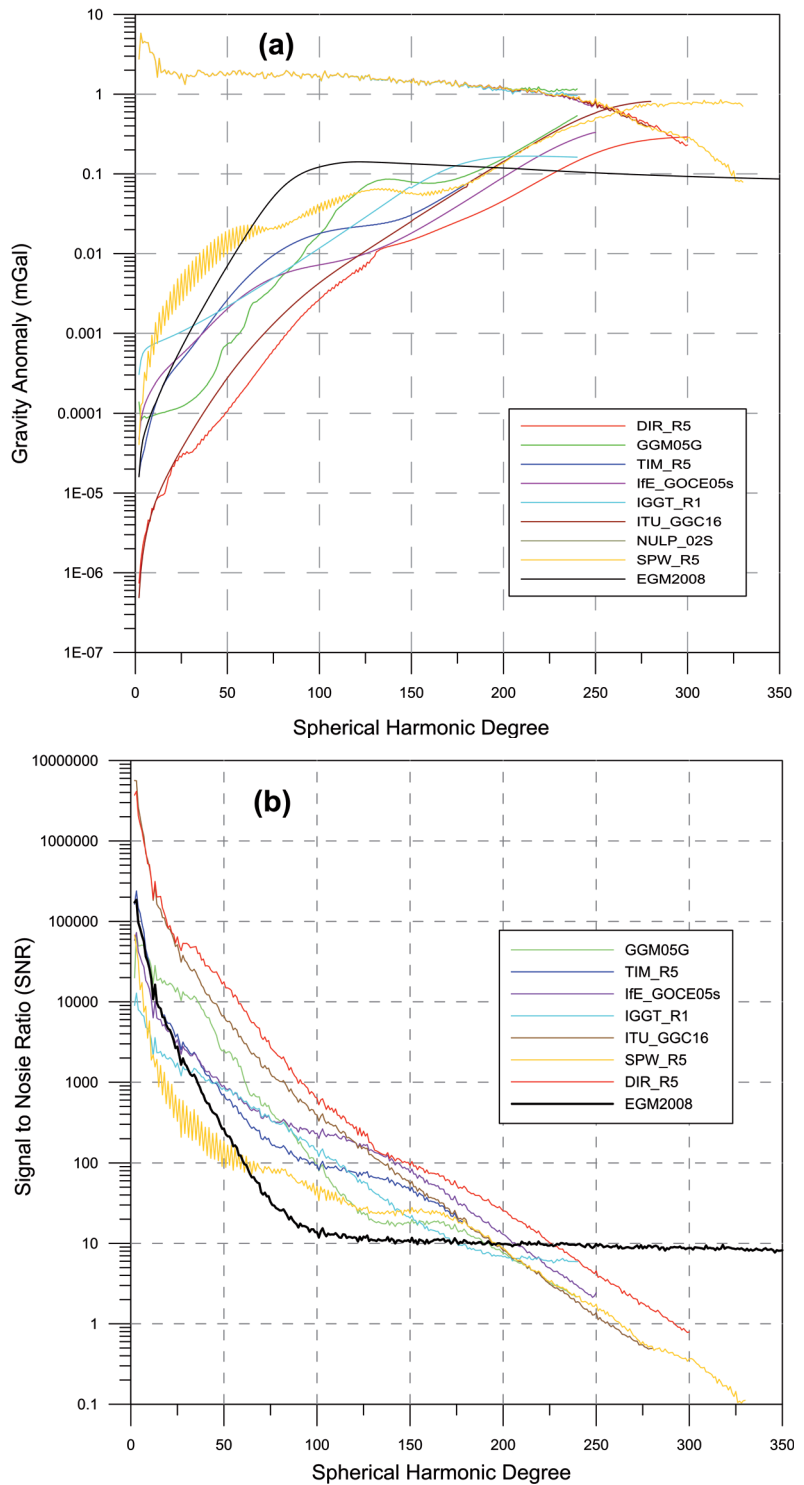 (a)
10
1
0.1
0.01
0.001
0.0001
1E-05
1E-06
1E-07
Gravity Anomaly (mGal)
DIR_R5
GGM05G
TIM_R5
IfE_GOCE05s
IGGT_R1
ITU_GGC16
NULP_02S
SPW_R5
EGM2008
0 50 100 150 200 250 300 350
Spherical Harmonic Degree
(b)
10000000
1000000
100000
10000
1000
100
10
1
0.1
Signal to Nosie Ratio (SNR)
GGM05G
TIM_R5
IfE_GOCE05s
IGGT_R1
ITU_GGC16
SPW_R5
DIR_R5
EGM2008
0 50 100 150 200 250 300 350
Spherical Harmonic Degree